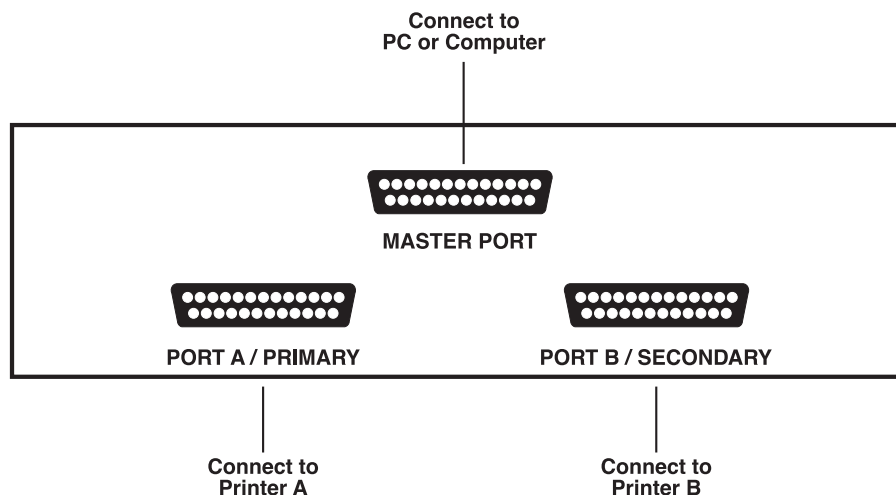 Connect to
PC or Computer
MASTER PORT
PORT A / PRIMARY
PORT B / SECONDARY
Connect to
Printer A
Connect to
Printer B